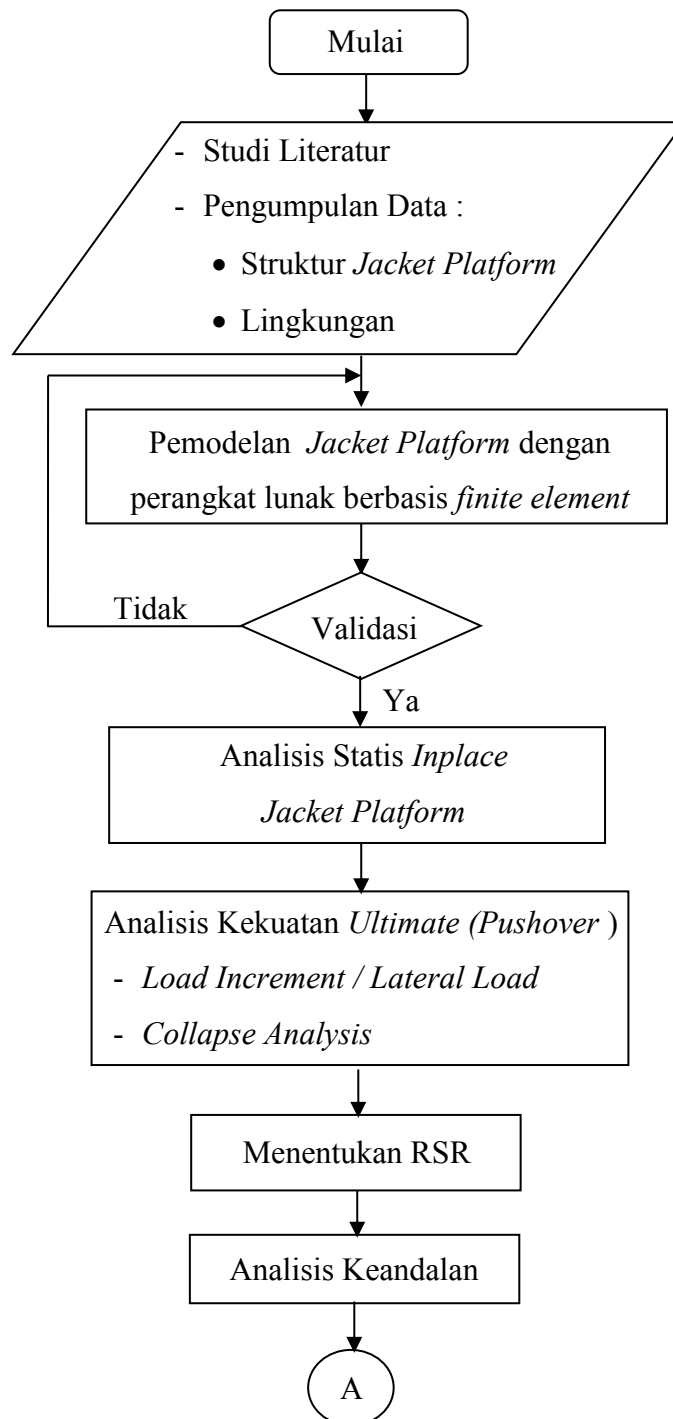 Mulai
- Studi Literatur
- Pengumpulan Data :
• Struktur Jacket Platform
• Lingkungan
Pemodelan Jacket Platform dengan
perangkat lunak berbasis finite element
Tidak
Validasi
Ya
Analisis Statis Inplace
Jacket Platform
Analisis Kekuatan Ultimate (Pushover )
- Load Increment / Lateral Load
- Collapse Analysis
Menentukan RSR
Analisis Keandalan
A